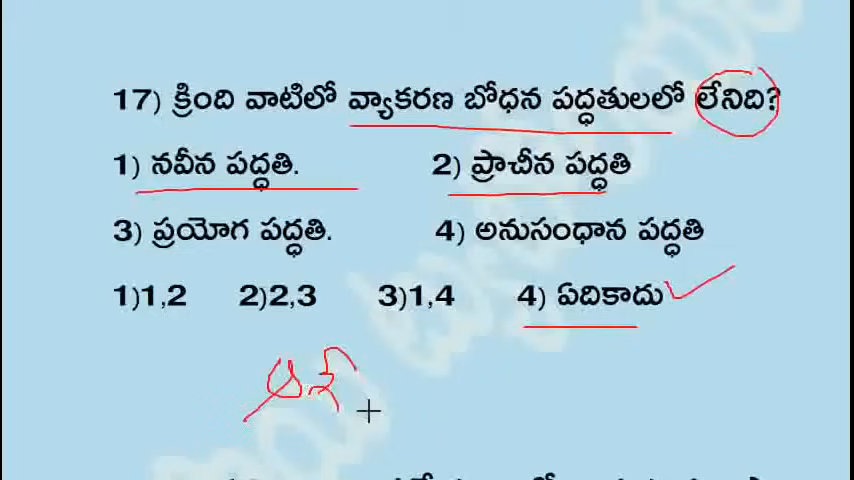 17) క్రింది వాటిలో వ్యాకరణ బోధన పద్ధతులలో లేనిది?
1) నవీన పద్ధతి. 2) ప్రాచీన పద్ధతి
3) ప్రయోగ పద్ధతి. 4) అనుసంధాన పద్ధతి
1)1,2 2)2,3 3)1,4 4) ఏదికాదు